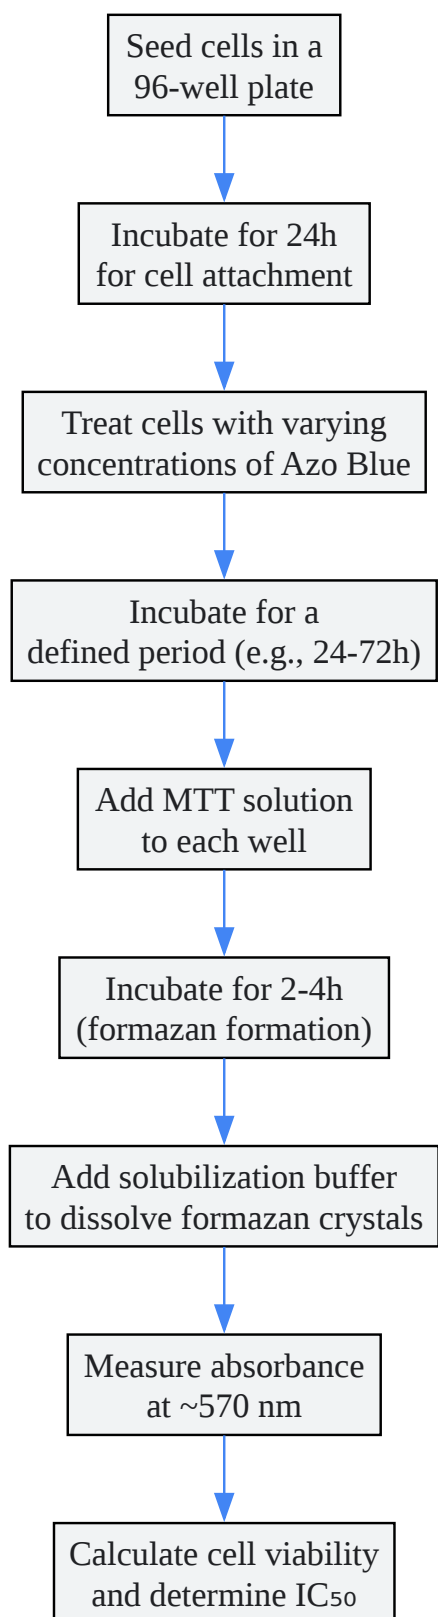 Seed cells in a
96-well plate
Incubate for 24h
for cell attachment
Treat cells with varying
concentrations of Azo Blue
Incubate for a
defined period (e.g., 24-72h)
Add MTT solution
to each well
Incubate for 2-4h
(formazan formation)
Add solubilization buffer
to dissolve formazan crystals
Measure absorbance
at ~570 nm
Calculate cell viability
and determine IC₅₀